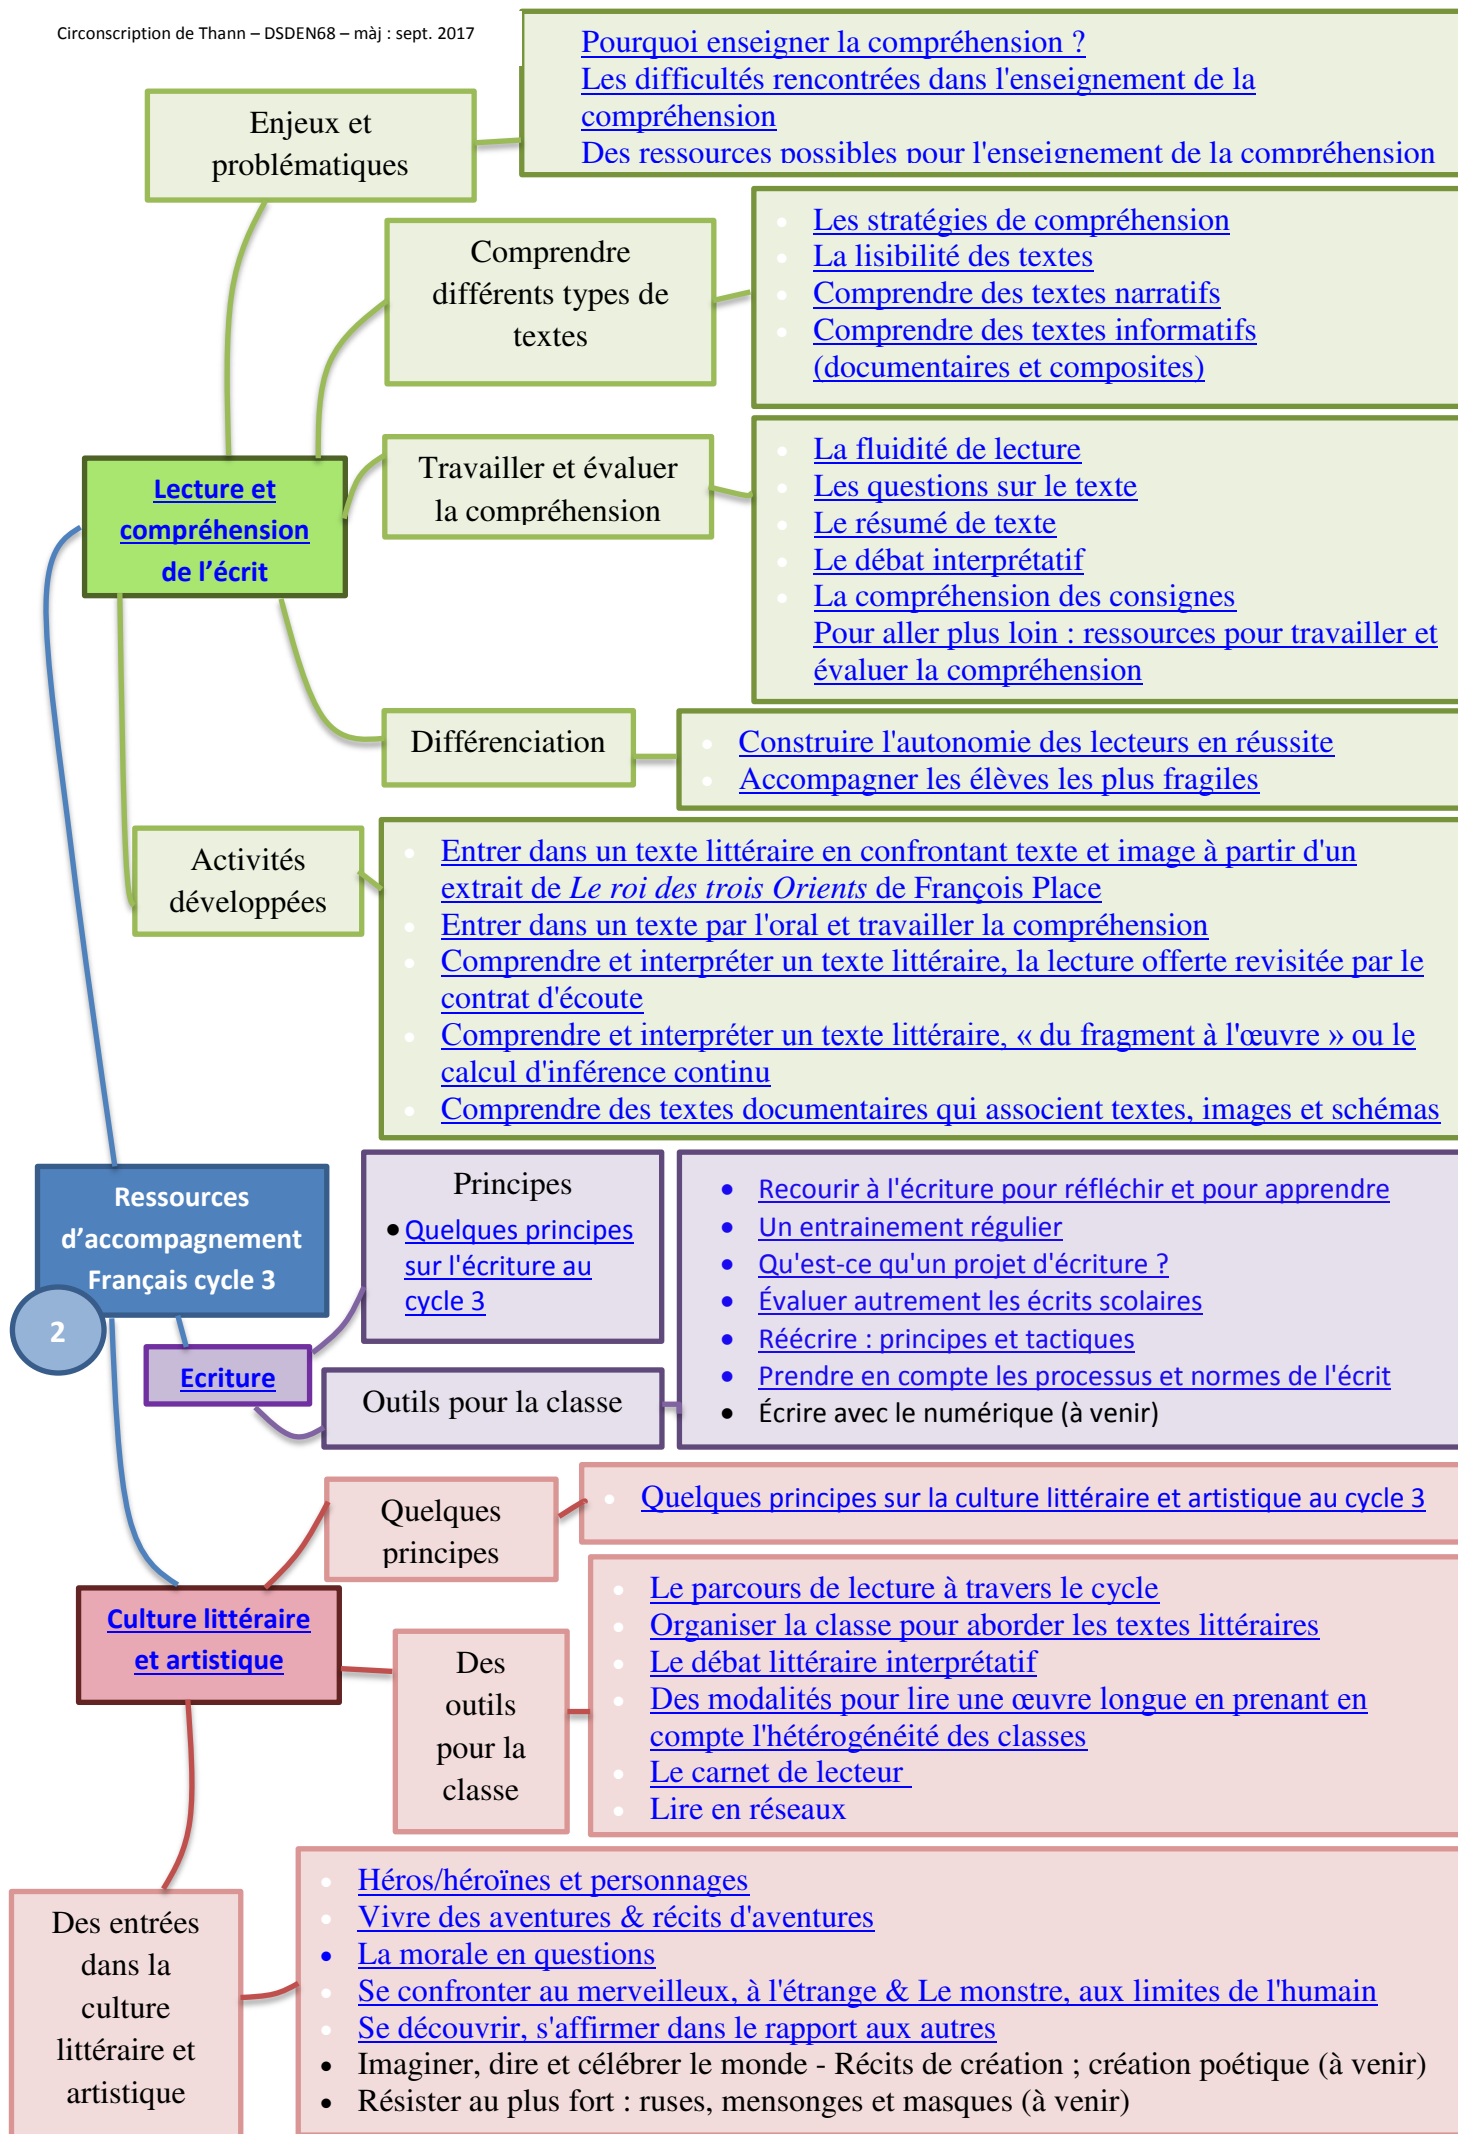 Circonscription de Thann – DSDEN68 – màj : sept. 2017
Pourquoi enseigner la compréhension ?
Les difficultés rencontrées dans l'enseignement de la
compréhension
Des ressources possibles pour l'enseignement de la compréhension
Enjeux et
problématiques
Comprendre
différents types de
textes
Les stratégies de compréhension
La lisibilité des textes
Comprendre des textes narratifs
Comprendre des textes informatifs
(documentaires et composites)
Travailler et évaluer
la compréhension
La fluidité de lecture
Les questions sur le texte
Le résumé de texte
Le débat interprétatif
La compréhension des consignes
Pour aller plus loin : ressources pour travailler et
évaluer la compréhension
Lecture et
compréhension
de l’écrit
Différenciation
Construire l'autonomie des lecteurs en réussite
Accompagner les élèves les plus fragiles
Activités
développées
Entrer dans un texte littéraire en confrontant texte et image à partir d'un
extrait de Le roi des trois Orients de François Place
Entrer dans un texte par l'oral et travailler la compréhension
Comprendre et interpréter un texte littéraire, la lecture offerte revisitée par le
contrat d'écoute
Comprendre et interpréter un texte littéraire, « du fragment à l'œuvre » ou le
calcul d'inférence continu
Comprendre des textes documentaires qui associent textes, images et schémas
Ressources
d’accompagnement
Français cycle 3
2
Principes
• Quelques principes
sur l'écriture au
cycle 3
• Recourir à l'écriture pour réfléchir et pour apprendre
• Un entrainement régulier
• Qu'est-ce qu'un projet d'écriture ?
• Évaluer autrement les écrits scolaires
• Réécrire : principes et tactiques
• Prendre en compte les processus et normes de l'écrit
• Écrire avec le numérique (à venir)
Ecriture
Outils pour la classe
Quelques
principes
Quelques principes sur la culture littéraire et artistique au cycle 3
Culture littéraire
et artistique
Des
outils
pour la
classe
Le parcours de lecture à travers le cycle
Organiser la classe pour aborder les textes littéraires
Le débat littéraire interprétatif
Des modalités pour lire une œuvre longue en prenant en
compte l'hétérogénéité des classes
Le carnet de lecteur
Lire en réseaux
Des entrées
dans la
culture
littéraire et
artistique
Héros/héroïnes et personnages
Vivre des aventures & récits d'aventures
• La morale en questions
Se confronter au merveilleux, à l'étrange & Le monstre, aux limites de l'humain
Se découvrir, s'affirmer dans le rapport aux autres
• Imaginer, dire et célébrer le monde - Récits de création ; création poétique (à venir)
• Résister au plus fort : ruses, mensonges et masques (à venir)